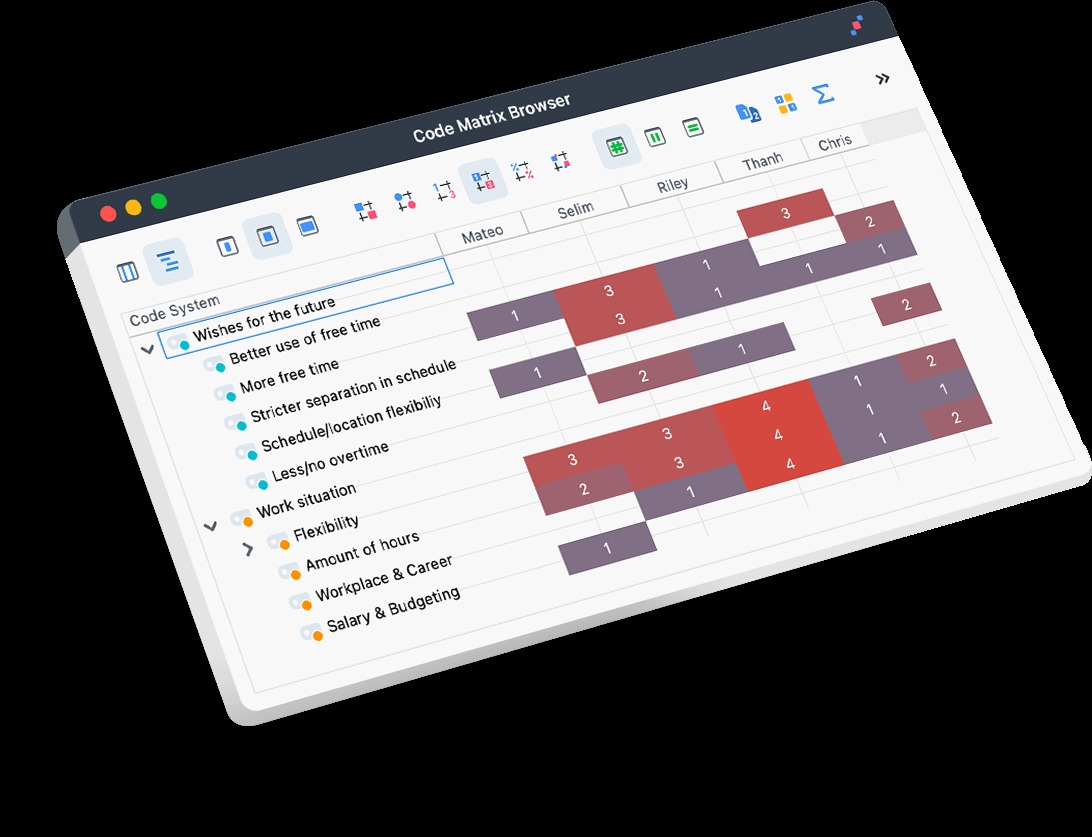 Code Matrix Browser
Code System Mateo Selim Riley Thanh Chris
Wishes for the future
Better use of free time 3
More free time 1 3 1 2
Stricter separation in schedule 3 1 1 1
Schedule/location flexibiliy 1
Less/no overtime 2 1 2
Work situation
Flexibility 3 3 4 1 2
Amount of hours 2 3 4 1 1
Workplace & Career 1 4 1 2
Salary & Budgeting 1